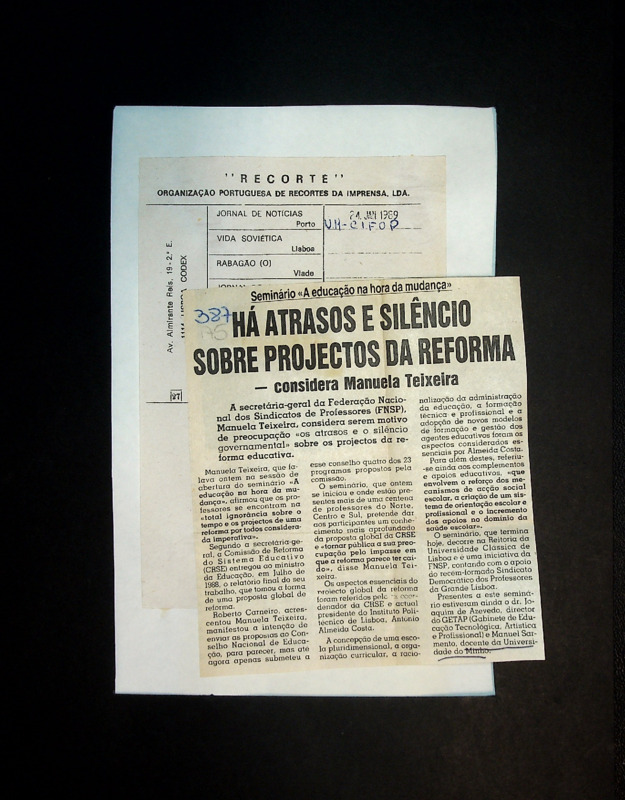 "RECORTE"
ORGANIZAÇÃO PORTUGUESA DE RECORTES DA IMPRENSA, LDA.
Av. Almirante Reis, 19-2.º E.
LISBOA CODEX
JORNAL DE NOTÍCIAS
Porto
24. JAN 1989
U.M-C.I.F.O.P
VIDA SOVIÉTICA
Lisboa
RABAGÃO (O)
Viade
27
Seminário «A educação na hora da mudança»
387
HÁ ATRASOS E SILÊNCIO
SOBRE PROJECTOS DA REFORMA
— considera Manuela Teixeira
A secretária-geral da Federação Nacio-
nal dos Sindicatos de Professores (FNSP),
Manuela Teixeira, considera serem motivo
de preocupação «os atrasos e o silêncio
governamental» sobre os projectos da re-
forma educativa.
Manuela Teixeira, que fa-
lava ontem na sessão de
abertura do seminário «A
educação na hora da mu-
dança», afirmou que os pro-
fessores se encontram na
«total ignorância sobre o
tempo e os projectos de uma
reforma por todos considera-
da imperativa».
Segundo a secretária-ge-
ral, a Comissão de Reforma
do Sistema Educativo
(CRSE) entregou ao minist-
da Educação, em Julho de
1988, o relatório final do seu
trabalho, que tomou a forma
de uma proposta global de
reforma.
Roberto Carneiro, acres-
centou Manuela Teixeira,
manifestou a intenção de
enviar as propostas ao Con-
selho Nacional de Educa-
ção, para parecer, mas até
agora apenas submeteu a
esse conselho quatro dos 23
programas propostos pela
comissão.
O seminário, que ontem
se iniciou e onde estão pre-
sentes mais de uma centena
de professores do Norte,
Centro e Sul, pretende dar
aos participantes um conhe-
cimento mais aprofundado
da proposta global da CRSE
e «tornar pública a sua preo-
cupação pelo impasse em
que a reforma parece ter caí-
do», disse Manuela Tei-
xeira.
Os aspectos essenciais do
projecto global da reforma
foram referidos pelo coor-
denador da CRSE e actual
presidente do Instituto Poli-
técnico de Lisboa, António
Almeida Costa.
A concepção de uma esco-
la pluridimensional, a orga-
nização curricular, a racio-
nalização da administração
da educação, a formação
técnica e profissional e a
adopção de novos modelos
de formação e gestão dos
agentes educativos foram os
aspectos considerados es-
senciais por Almeida Costa.
Para além destes, referiu-
-se ainda aos complementos
e apoios educativos, «que
envolvem o reforço dos me-
canismos de acção social
escolar, a criação de um sis-
tema de orientação escolar e
profissional e o incremento
dos apoios no domínio da
saúde escolar».
O seminário, que termina
hoje, decorre na Reitoria da
Universidade Clássica de
Lisboa e é uma iniciativa da
FNSP, contando com o apoio
do recém-formado Sindicato
Democrático dos Professores
da Grande Lisboa.
Presentes a este semi-
nário estiveram ainda o dr. Jo-
aquim de Azevedo, director
do GETAP (Gabinete de Edu-
cação Tecnológica, Artística
e Profissional) e Manuel Sar-
mento, docente da Universi-
dade do Minho.